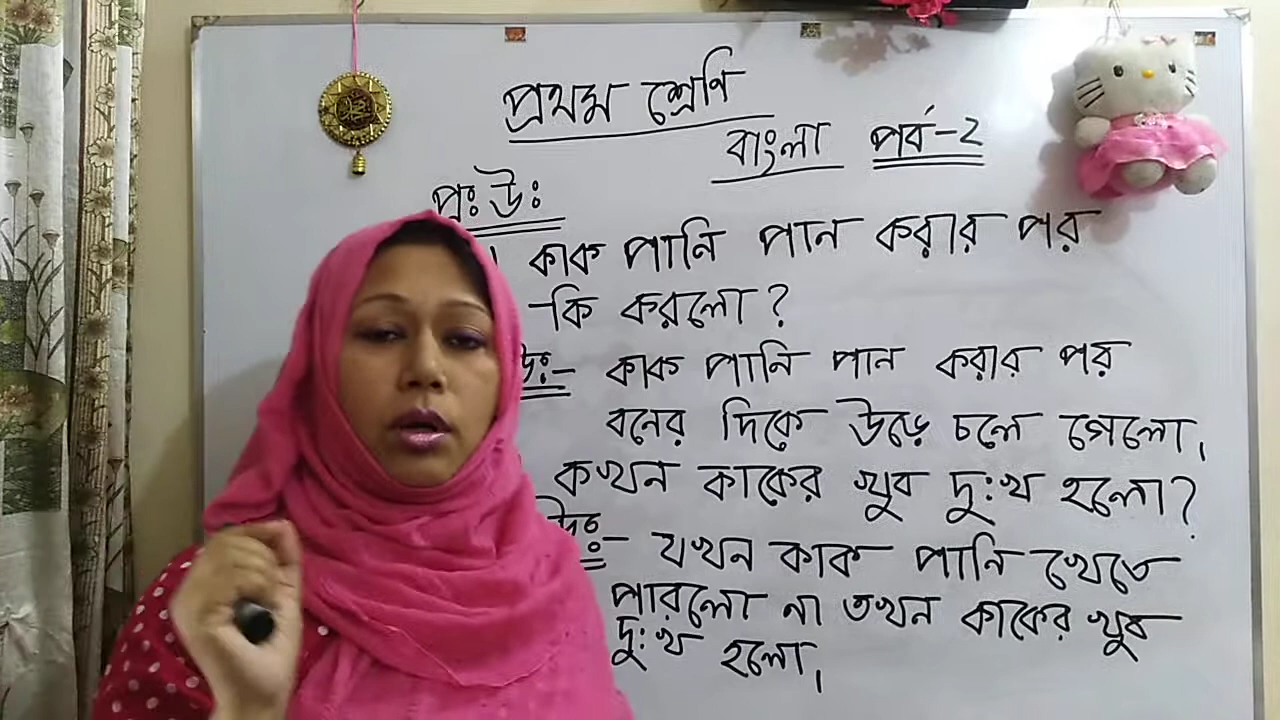 প্রথম শ্রেণি
বাংলা পর্ব-২
প্রঃ উঃ
। কাক পানি পান করার পর
কি করলো?
উঃ- কাক পানি পান করার পর
বনের দিকে উড়ে চলে গেলো।
কখন কাকের খুব দুঃখ হলো?
উঃ- যখন কাক পানি খেতে
পারলো না তখন কাকের খুব
দুঃখ হলো।